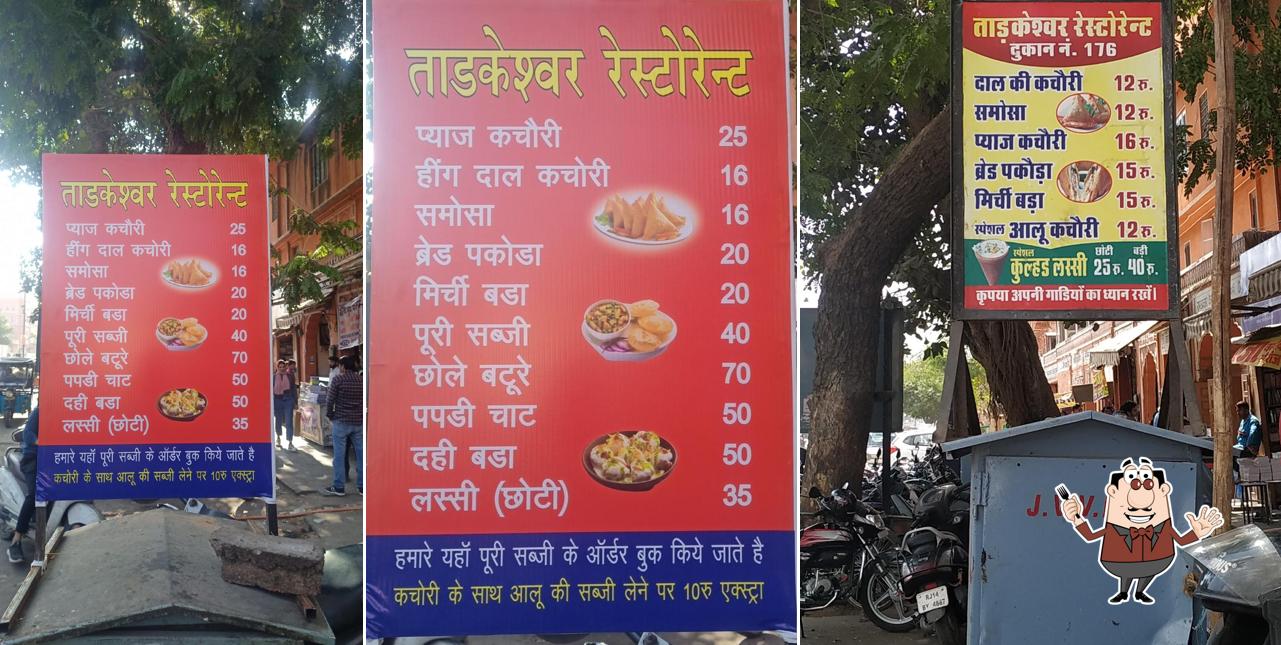 ताडकेश्वर रेस्टोरेन्ट
प्याज कचौरी 25
हींग दाल कचोरी 16
समोसा 16
ब्रेड पकोडा 20
मिर्ची बडा 20
पूरी सब्जी 40
छोले बटूरे 70
पपडी चाट 50
दही बडा 50
लस्सी (छोटी) 35
हमारे यहॉ पूरी सब्जी के ऑर्डर बुक किये जाते है
कचोरी के साथ आलू की सब्जी लेने पर 10रु एक्स्ट्रा
ताडकेश्वर रेस्टोरेन्ट
प्याज कचौरी 25
हींग दाल कचोरी 16
समोसा 16
ब्रेड पकोडा 20
मिर्ची बडा 20
पूरी सब्जी 40
छोले बटूरे 70
पपडी चाट 50
दही बडा 50
लस्सी (छोटी) 35
हमारे यहॉ पूरी सब्जी के ऑर्डर बुक किये जाते है
कचोरी के साथ आलू की सब्जी लेने पर 10रु एक्स्ट्रा
ताड़केश्वर रेस्टोरेन्ट
दुकान नं. 176
दाल की कचौरी 12 रु.
समोसा 12 रु.
प्याज कचौरी 16 रु.
ब्रेड पकौड़ा 15 रु.
मिर्ची बड़ा 15 रु.
स्पेशल आलू कचौरी 12 रु.
स्पेशल छोटी बड़ी
कुल्हड लस्सी 25 रु. 40 रु.
कृपया अपनी गाडियों का ध्यान रखें।
RJ14